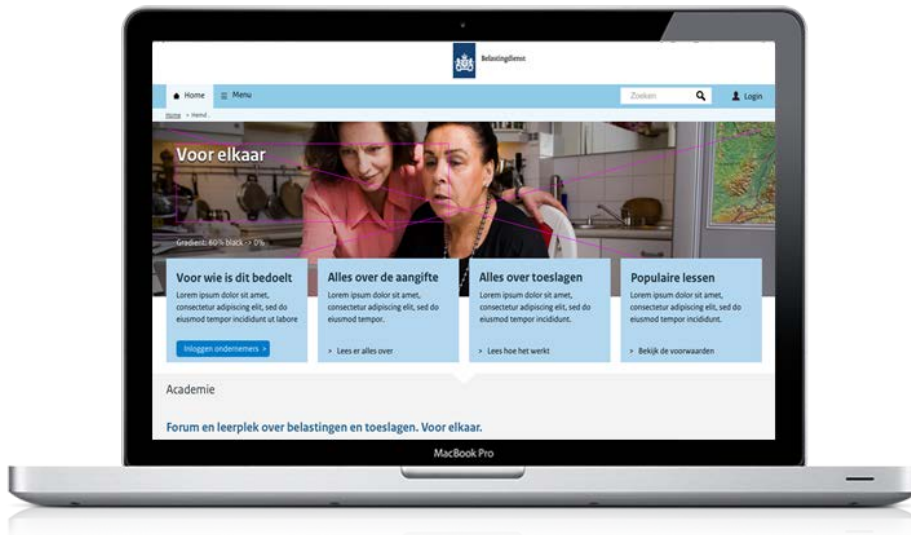 Belastingdienst
Home
Menu
Zoeken
Login
Home > Hemd .
Voor elkaar
Gradient: 60% black -> 0%
Voor wie is dit bedoelt
Lorem ipsum dolor sit amet,
consectetur adipiscing elit, sed do
eiusmod tempor incididunt ut labore
Inloggen ondernemers >
Alles over de aangifte
Lorem ipsum dolor sit amet,
consectetur adipiscing elit, sed do
eiusmod tempor.
> Lees er alles over
Alles over toeslagen
Lorem ipsum dolor sit amet,
consectetur adipiscing elit, sed do
eiusmod tempor incididunt.
> Lees hoe het werkt
Populaire lessen
Lorem ipsum dolor sit amet,
consectetur adipiscing elit, sed do
eiusmod tempor incididunt.
> Bekijk de voorwaarden
Academie
Forum en leerplek over belastingen en toeslagen. Voor elkaar.
MacBook Pro